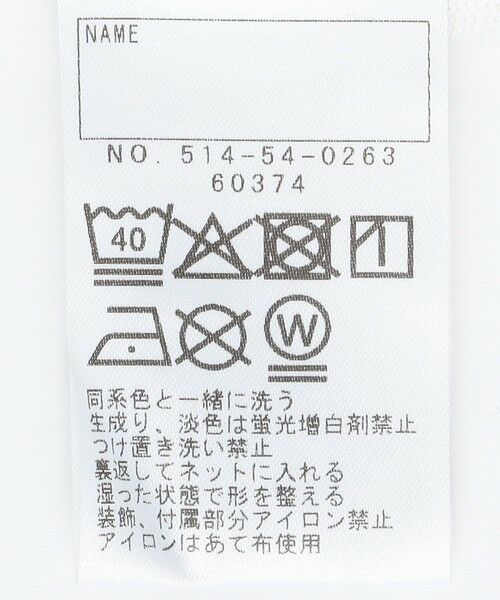 NAME
NO. 514-54-0263
60374
40
W
同系色と一緒に洗う
生成り、淡色は蛍光増白剤禁止
つけ置き洗い禁止
裏返してネットに入れる
湿った状態で形を整える
装飾、付属部分アイロン禁止
アイロンはあて布使用